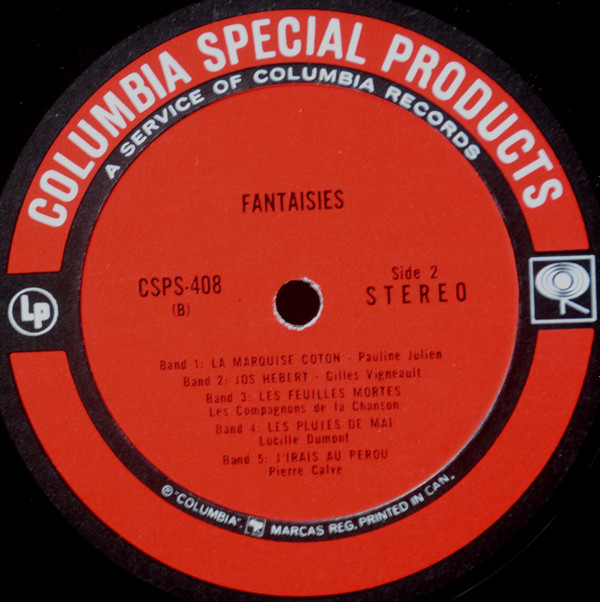 COLUMBIA SPECIAL PRODUCTS
A SERVICE OF COLUMBIA RECORDS
FANTAISIES
CSPS-408
(B)
Side 2
STEREO
LP
Band 1: LA MARQUISE COTON - Pauline Julien
Band 2: JOS HEBERT - Gilles Vigneault
Band 3: LES FEUILLES MORTES
Les Compagnons de la Chanson
Band 4: LES PLUIES DE MAI
Lucille Dumont
Band 5: J'IRAIS AU PEROU
Pierre Calve
℗ "COLUMBIA", MARCAS REG. PRINTED IN CAN.